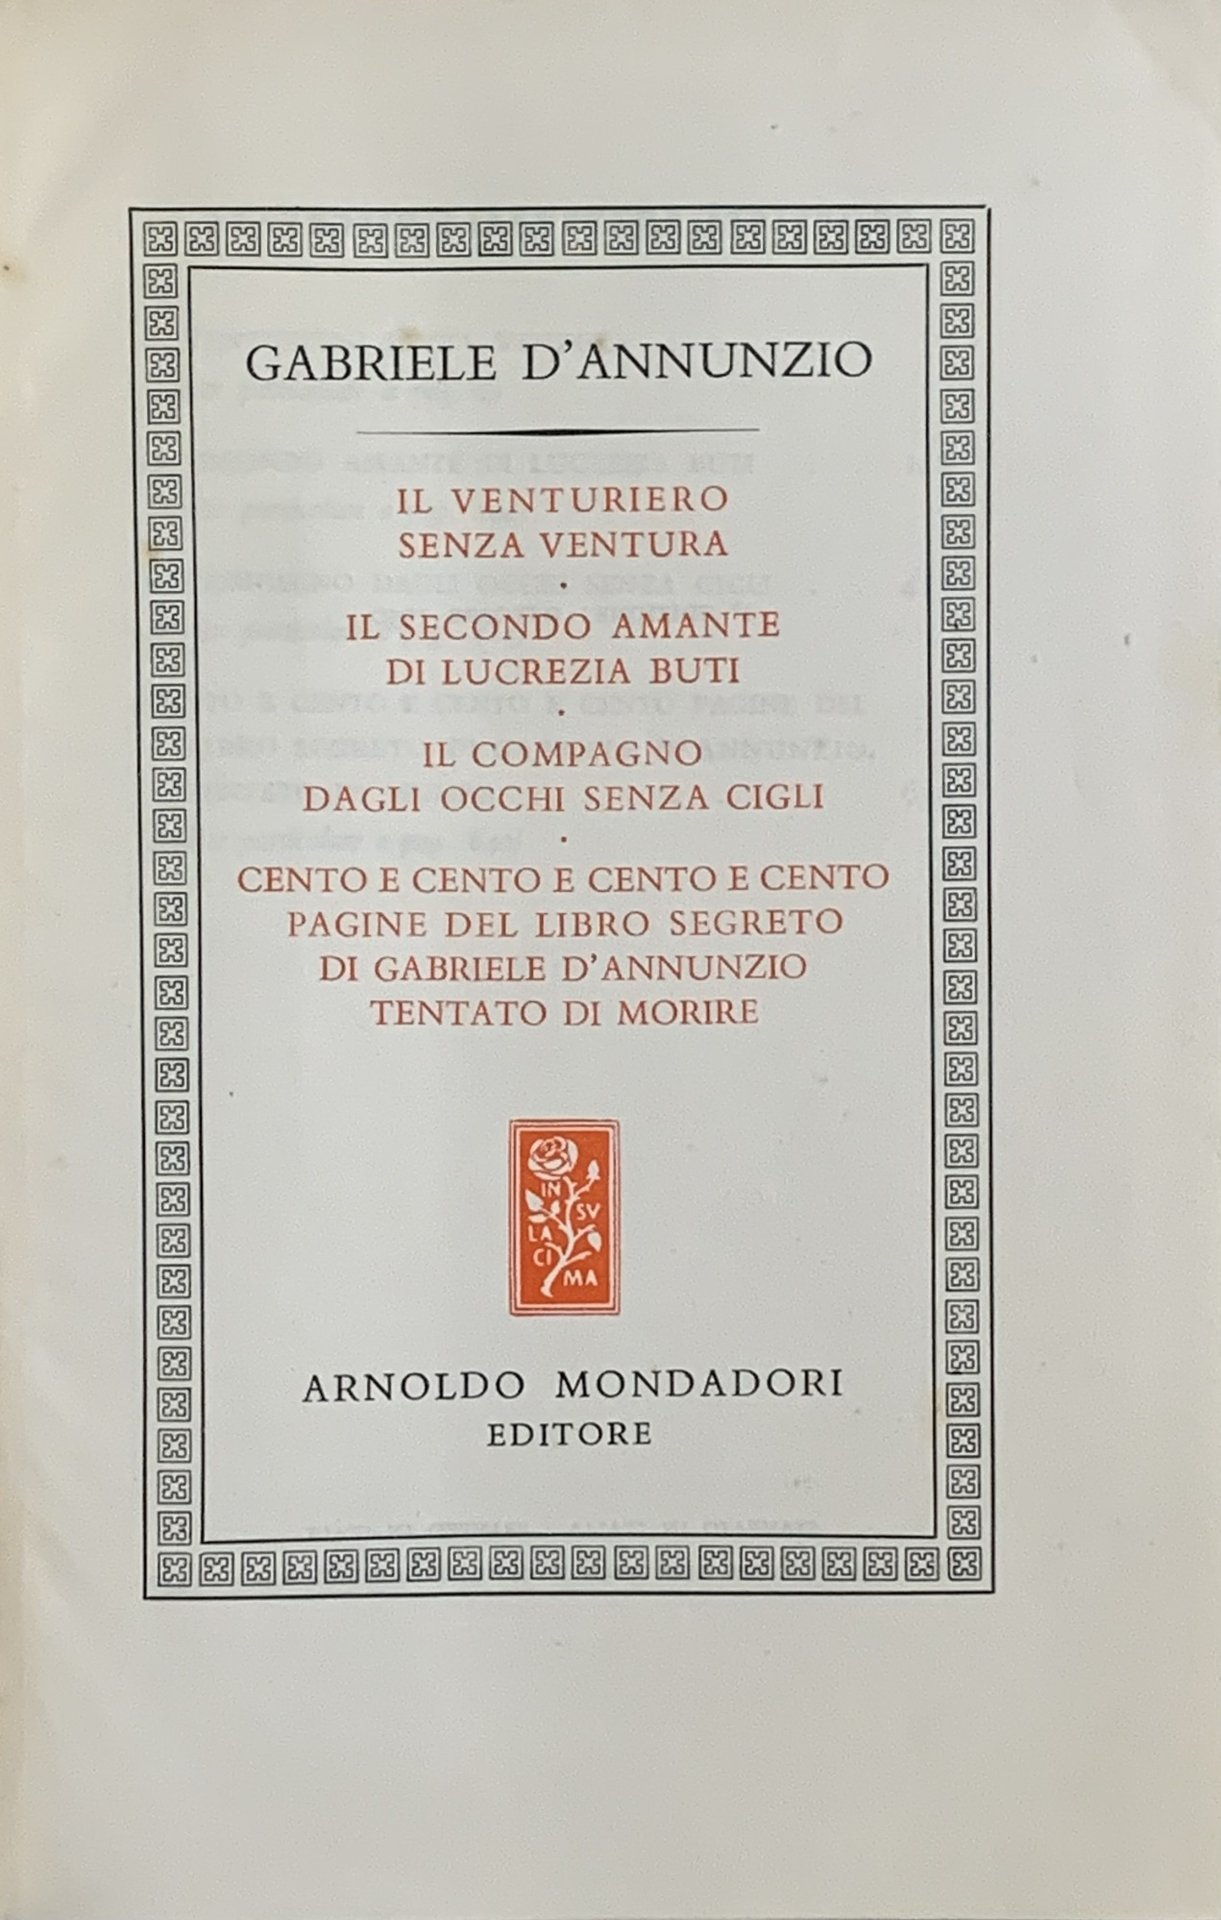 GABRIELE D'ANNUNZIO
IL VENTURIERO
SENZA VENTURA
·
IL SECONDO AMANTE
DI LUCREZIA BUTI
·
IL COMPAGNO
DAGLI OCCHI SENZA CIGLI
·
CENTO E CENTO E CENTO E CENTO
PAGINE DEL LIBRO SEGRETO
DI GABRIELE D'ANNUNZIO
TENTATO DI MORIRE
IN
SV
LA
CI
MA
ARNOLDO MONDADORI
EDITORE